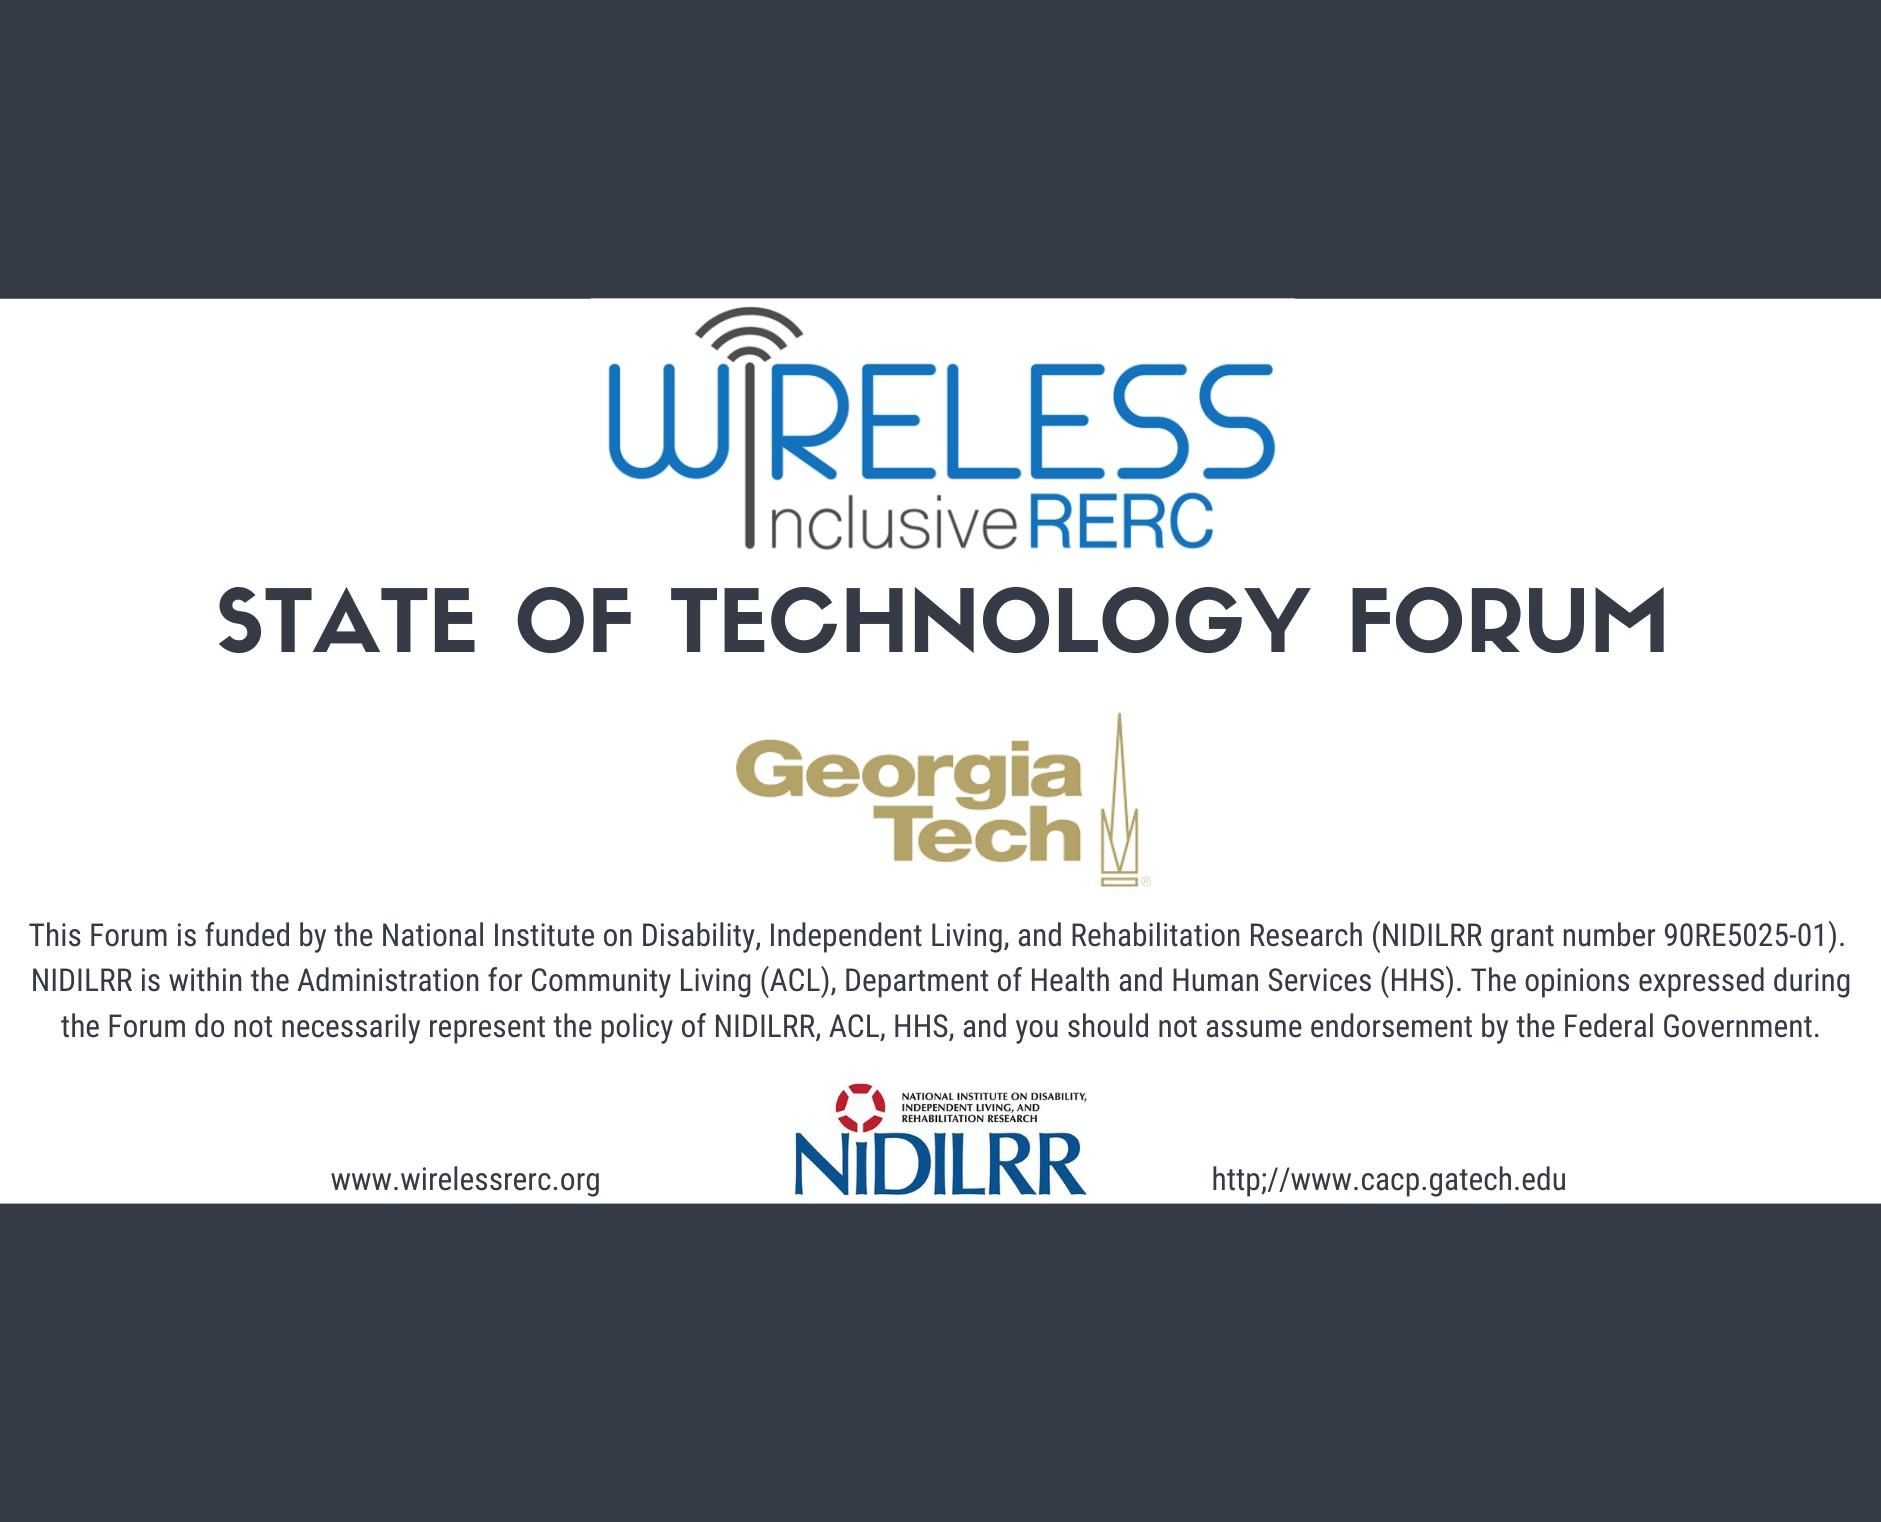 WIRELESS
Inclusive RERC
STATE OF TECHNOLOGY FORUM
Georgia
Tech
®
This Forum is funded by the National Institute on Disability, Independent Living, and Rehabilitation Research (NIDILRR grant number 90RE5025-01).
NIDILRR is within the Administration for Community Living (ACL), Department of Health and Human Services (HHS). The opinions expressed during
the Forum do not necessarily represent the policy of NIDILRR, ACL, HHS, and you should not assume endorsement by the Federal Government.
NATIONAL INSTITUTE ON DISABILITY,
INDEPENDENT LIVING, AND
REHABILITATION RESEARCH
NiDILRR
www.wirelessrerc.org
http;//www.cacp.gatech.edu